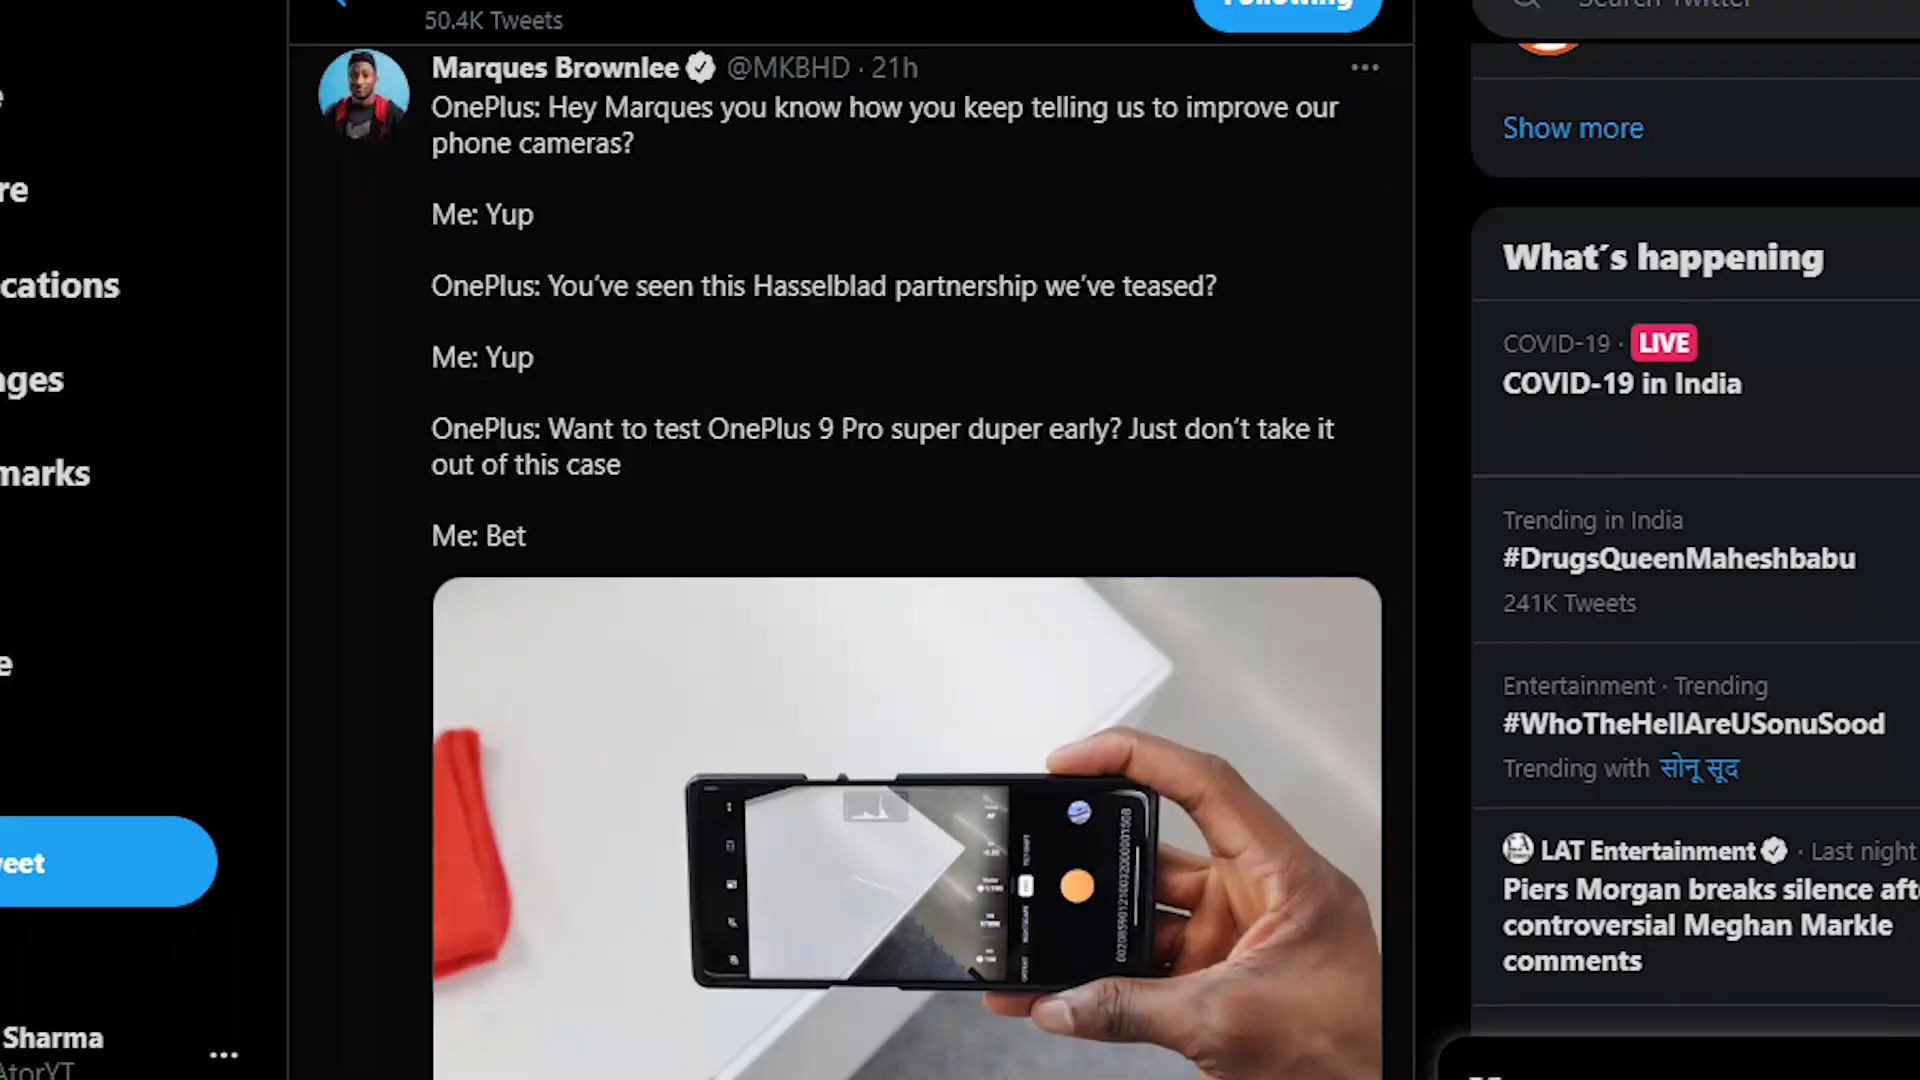 50.4K Tweets
Following
Search Twitter
Marques Brownlee @MKBHD · 21h
OnePlus: Hey Marques you know how you keep telling us to improve our
phone cameras?
Me: Yup
OnePlus: You’ve seen this Hasselblad partnership we’ve teased?
Me: Yup
OnePlus: Want to test OnePlus 9 Pro super duper early? Just don’t take it
out of this case
Me: Bet
re
cations
ages
marks
e
weet
Sharma
AtorYT
Show more
What's happening
COVID-19 · LIVE
COVID-19 in India
Trending in India
#DrugsQueenMaheshbabu
241K Tweets
Entertainment · Trending
#WhoTheHellAreUSonuSood
Trending with सोनू सूद
LAT Entertainment · Last night
Piers Morgan breaks silence afte
controversial Meghan Markle
comments